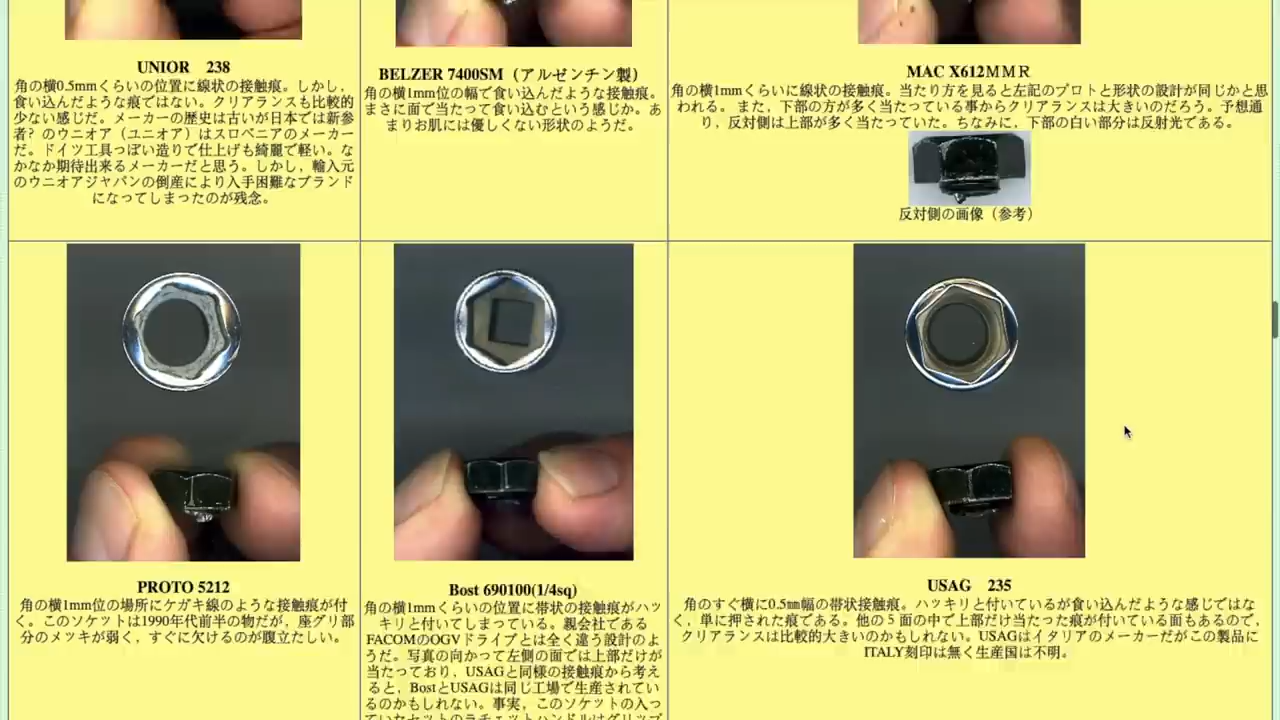 UNIOR　238
角の横0.5mmくらいの位置に線状の接触痕。しかし，
食い込んだような痕ではない。クリアランスも比較的
少ない感じだ。メーカーの歴史は古いが日本では新参
者？のウニオア（ユニオア）はスロベニアのメーカー
だ。ドイツ工具っぽい造りで仕上げも綺麗で軽い。な
かなか期待出来るメーカーだと思う。しかし，輸入元
のウニオアジャパンの倒産により入手困難なブランド
になってしまったのが残念。
BELZER 7400SM（アルゼンチン製）
角の横1mm位の幅で食い込んだような接触痕。
まさに面で当たって食い込むという感じか。あ
まりお肌には優しくない形状のようだ。
MAC X612ＭＭＲ
角の横1mmくらいに線状の接触痕。当たり方を見ると左記のプロトと形状の設計が同じかと思
われる。また，下部の方が多く当たっている事からクリアランスは大きいのだろう。予想通
り，反対側は上部が多く当たっていた。ちなみに，下部の白い部分は反射光である。
反対側の画像（参考）
PROTO 5212
角の横1mm位の場所にケガキ線のような接触痕が付
く。このソケットは1990年代前半の物だが，座グリ部
分のメッキが弱く，すぐに欠けるのが腹立たしい。
Bost 690100(1/4sq)
角の横1mmくらいの位置に帯状の接触痕がハッ
キリと付いてしまっている。親会社である
FACOMのOGVドライブとは全く違う設計のよ
うだ。写真の向かって左側の面では上部だけが
当たっており，USAGと同様の接触痕から考え
ると，BostとUSAGは同じ工場で生産されてい
るのかもしれない。事実，このソケットの入っ
ていたセットのラチェットハンドルはグリップ
USAG　235
角のすぐ横に0.5㎜幅の帯状接触痕。ハッキリと付いているが食い込んだような感じではな
く，単に押された痕である。他の５面の中で上部だけ当たった痕が付いている面もあるので，
クリアランスは比較的大きいのかもしれない。USAGはイタリアのメーカーだがこの製品に
ITALY刻印は無く生産国は不明。